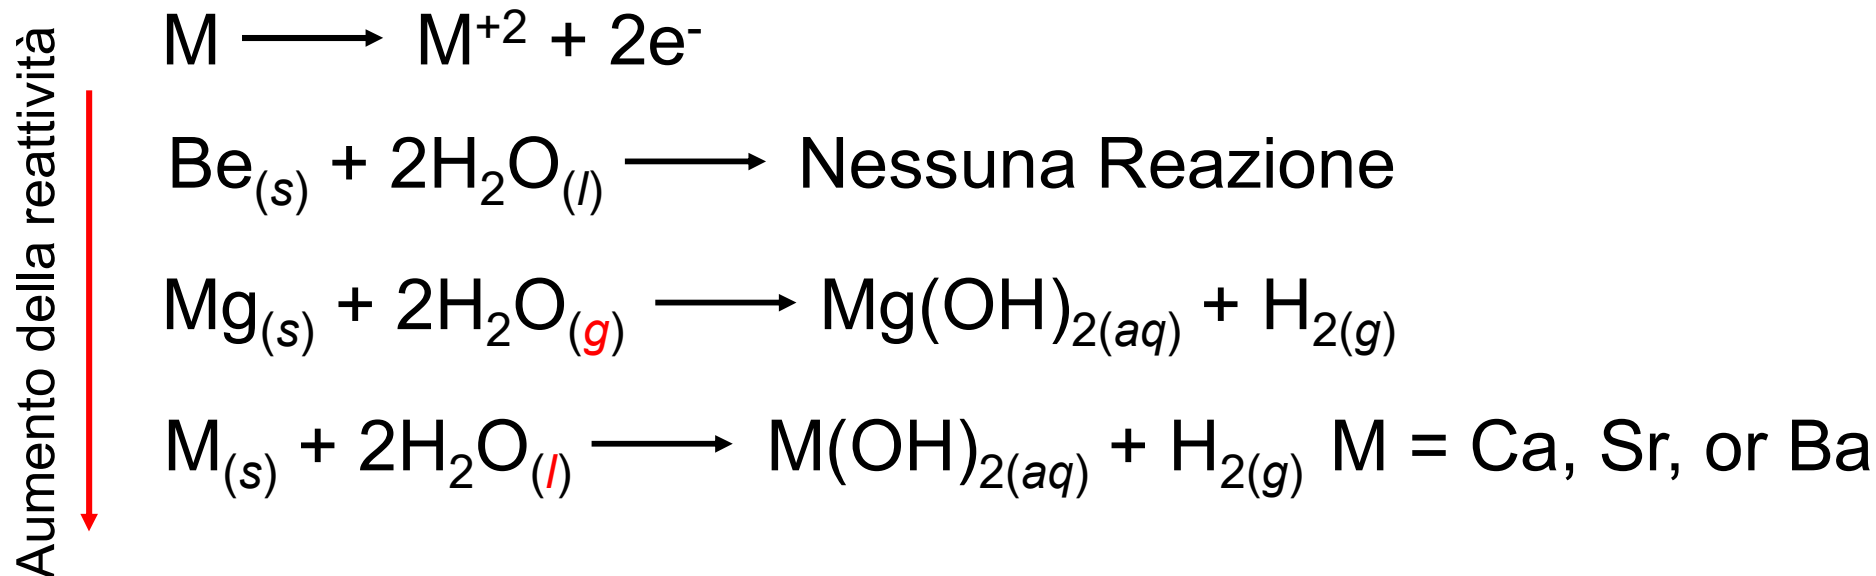 Aumento della reattività
M ⟶ M⁺² + 2e⁻
Be₍s₎ + 2H₂O₍l₎ ⟶ Nessuna Reazione
Mg₍s₎ + 2H₂O₍g₎ ⟶ Mg(OH)₂₍aq₎ + H₂₍g₎
M₍s₎ + 2H₂O₍l₎ ⟶ M(OH)₂₍aq₎ + H₂₍g₎ M = Ca, Sr, or Ba